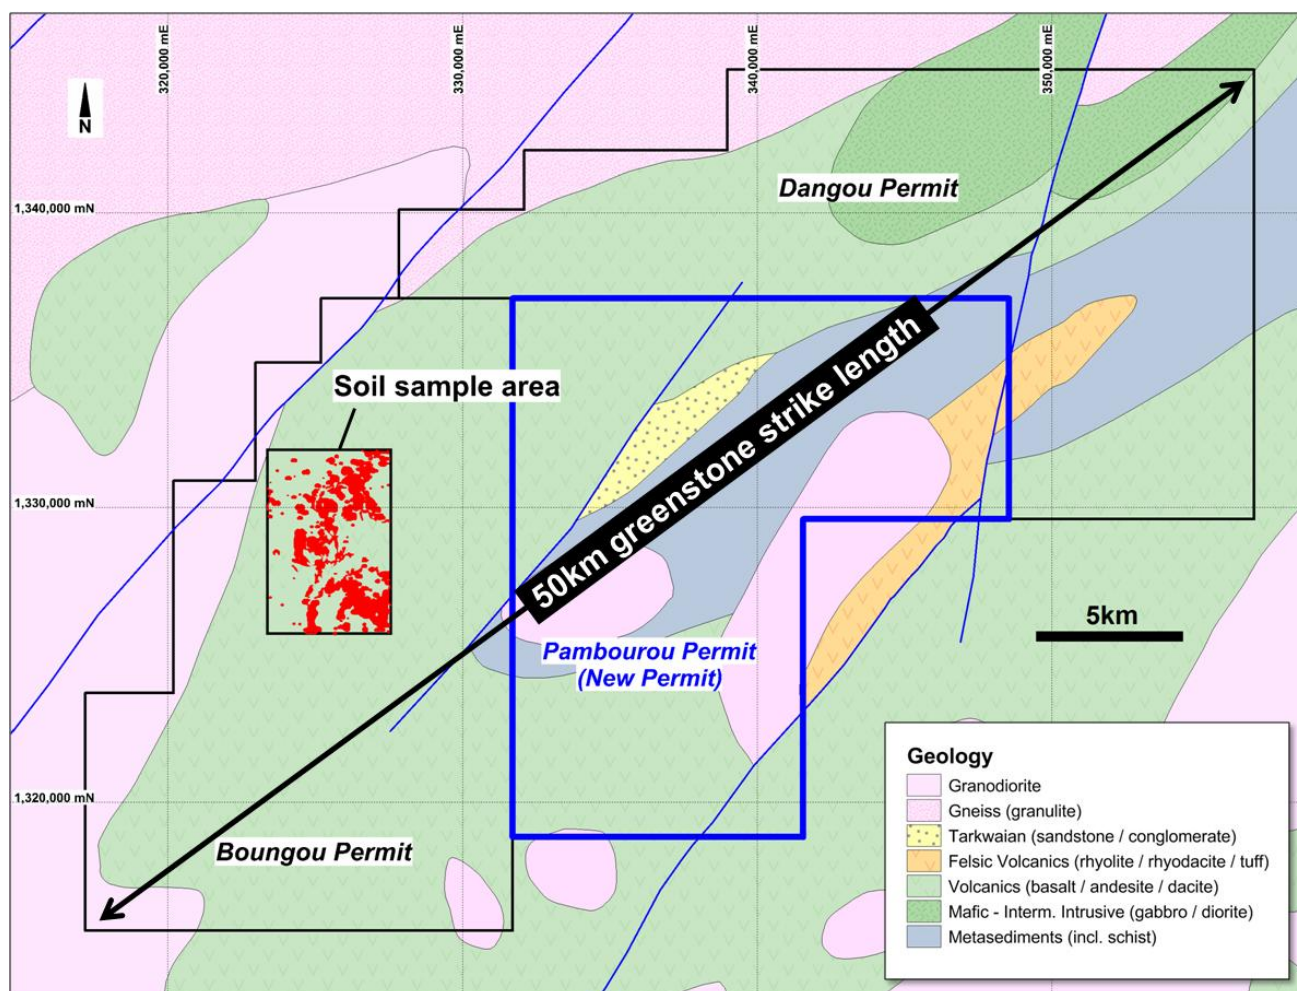 320,000 mE
330,000 mE
340,000 mE
350,000 mE
N
Dangou Permit
1,340,000 mN
50km greenstone strike length
Soil sample area
1,330,000 mN
5km
Pambourou Permit
(New Permit)
1,320,000 mN
Boungou Permit
Geology
Granodiorite
Gneiss (granulite)
Tarkwaian (sandstone / conglomerate)
Felsic Volcanics (rhyolite / rhyodacite / tuff)
Volcanics (basalt / andesite / dacite)
Mafic - Interm. Intrusive (gabbro / diorite)
Metasediments (incl. schist)